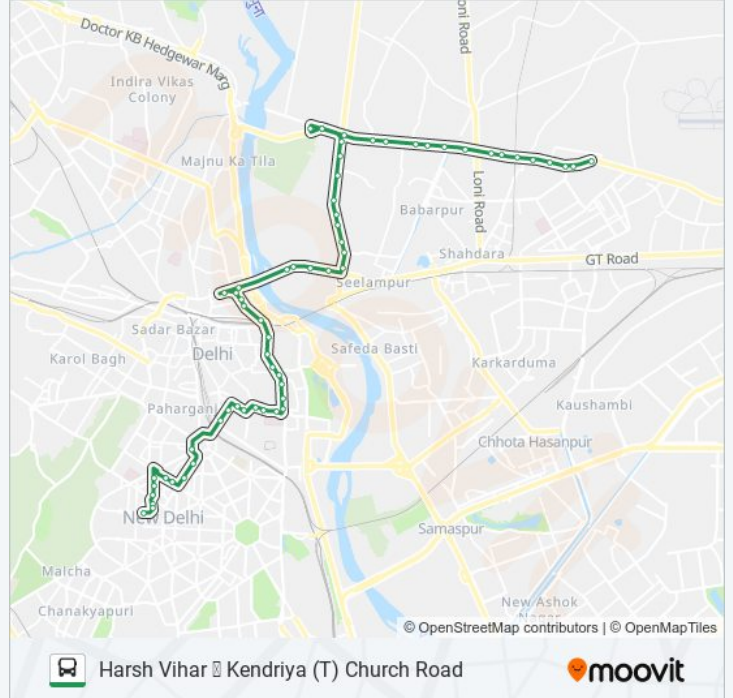 मुना
oni Road
Doctor KB Hedgewar Marg
Indira Vikas
Colony
Majnu Ka Tila
Loni Road
Babarpur
Shahdara
GT Road
Seelampur
Sadar Bazar
Delhi
Safeda Basti
Karol Bagh
Karkarduma
Kaushambi
Paharganj
Chhota Hasanpur
New Delhi
Samaspur
Malcha
Chanakyapuri
New Ashok
Nagar
© OpenStreetMap contributors | © OpenMapTiles
Harsh Vihar Kendriya (T) Church Road
moovit